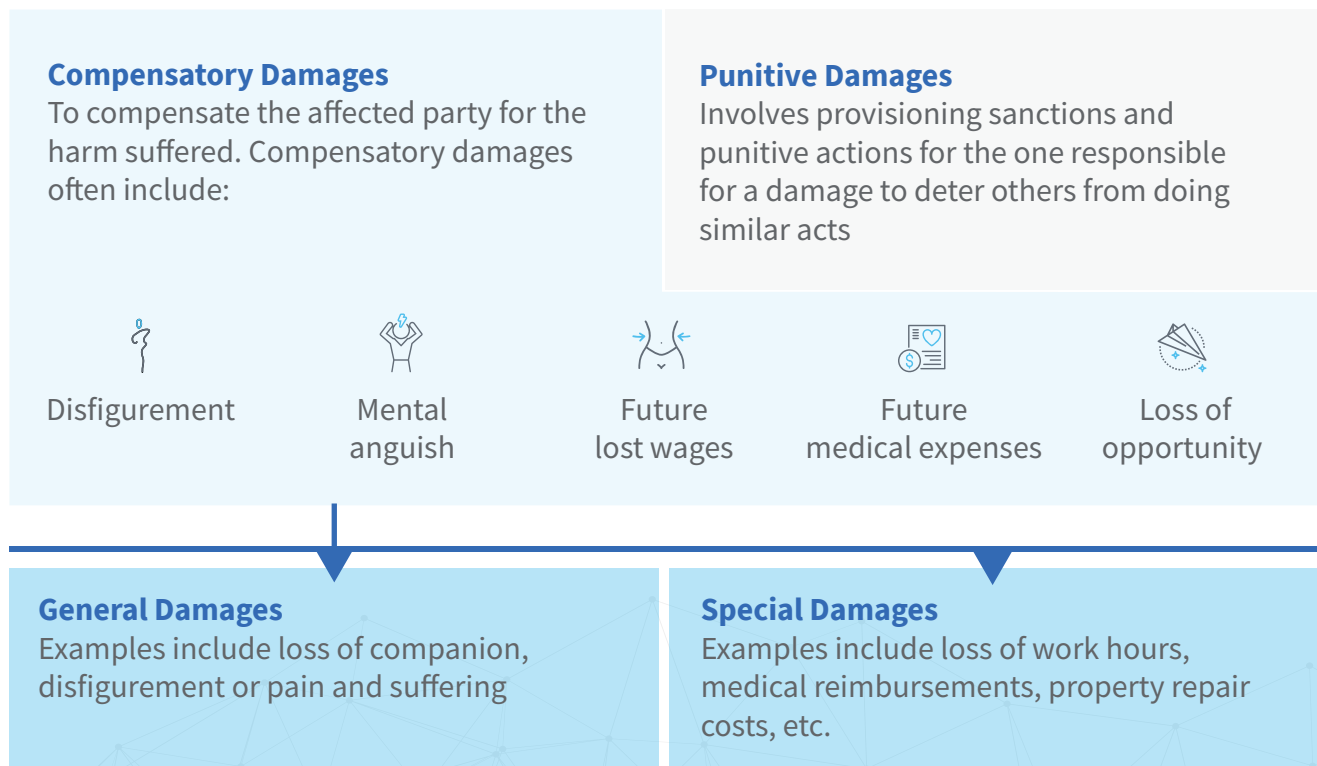 Compensatory Damages
To compensate the affected party for the
harm suffered. Compensatory damages
often include:
Punitive Damages
Involves provisioning sanctions and
punitive actions for the one responsible
for a damage to deter others from doing
similar acts
Disfigurement
Mental
anguish
Future
lost wages
Future
medical expenses
Loss of
opportunity
General Damages
Examples include loss of companion,
disfigurement or pain and suffering
Special Damages
Examples include loss of work hours,
medical reimbursements, property repair
costs, etc.